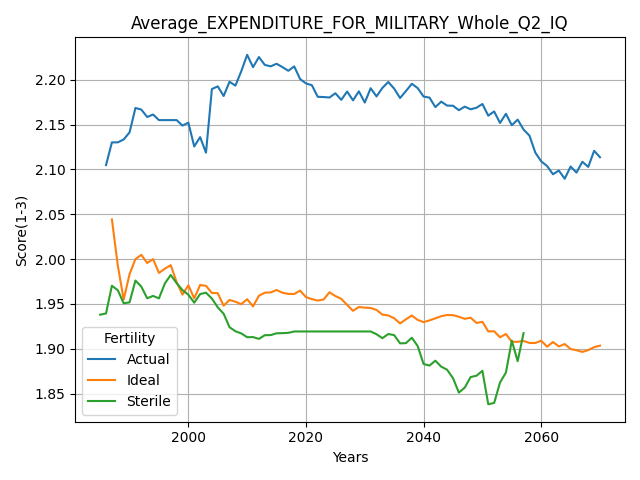 Average_EXPENDITURE_FOR_MILITARY_Whole_Q2_IQ
Score(1-3)
2.20
2.15
2.10
2.05
2.00
1.95
1.90
1.85
Fertility
Actual
Ideal
Sterile
2000
2020
2040
2060
Years